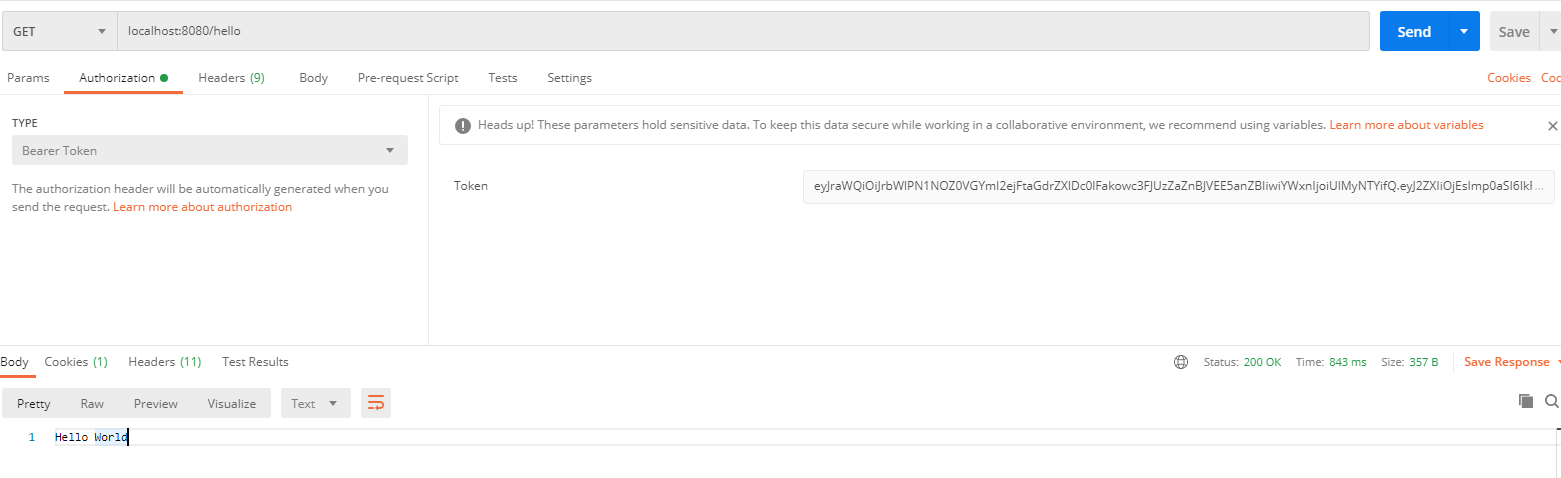 GET localhost:8080/hello Send Save
Params Authorization Headers (9) Body Pre-request Script Tests Settings Cookies
TYPE
Bearer Token
The authorization header will be automatically generated when you
send the request. Learn more about authorization
Heads up! These parameters hold sensitive data. To keep this data secure while working in a collaborative environment, we recommend using variables. Learn more about variables
Token
Body Cookies (1) Headers (11) Test Results Status: 200 OK Time: 843 ms Size: 357 B Save Response
Pretty Raw Preview Visualize Text
1 Hello World